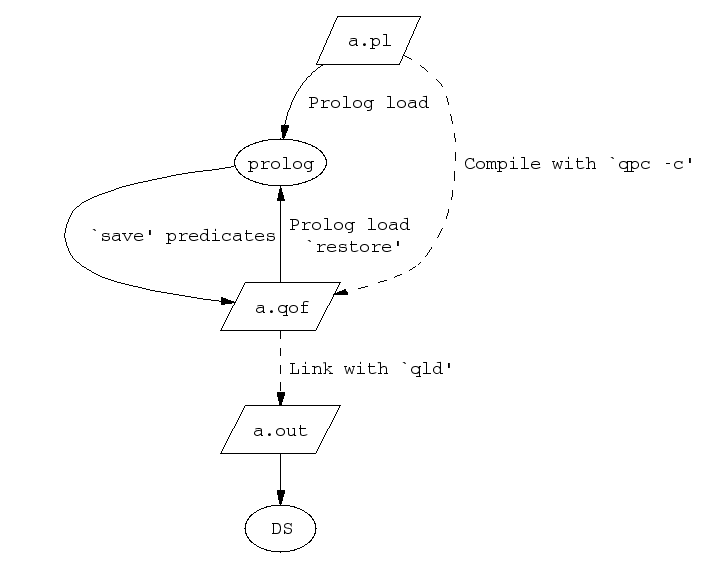 a.pl
Prolog load
prolog
Compile with `qpc -c'
`save' predicates
Prolog load
`restore'
a.qof
Link with `qld'
a.out
DS